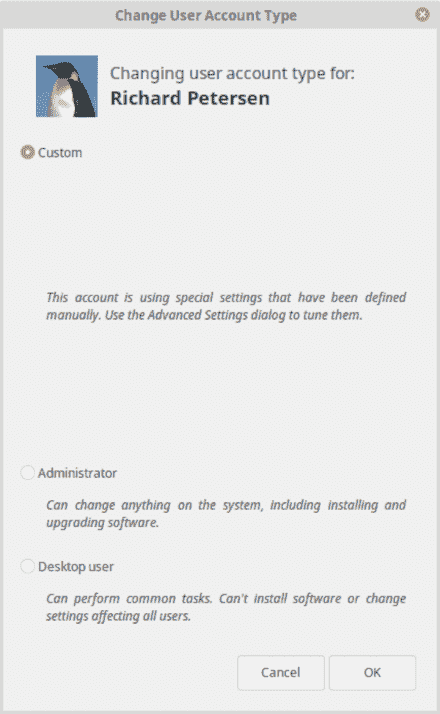 Change User Account Type
Changing user account type for:
Richard Petersen
Custom
This account is using special settings that have been defined
manually. Use the Advanced Settings dialog to tune them.
Administrator
Can change anything on the system, including installing and
upgrading software.
Desktop user
Can perform common tasks. Can't install software or change
settings affecting all users.
Cancel OK